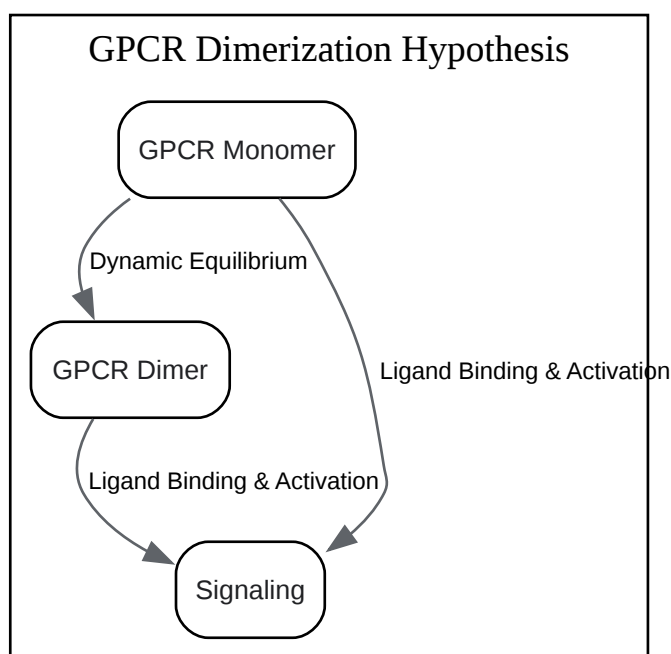 GPCR Dimerization Hypothesis
GPCR Monomer
Dynamic Equilibrium
GPCR Dimer
Ligand Binding & Activation
Ligand Binding & Activation
Signaling